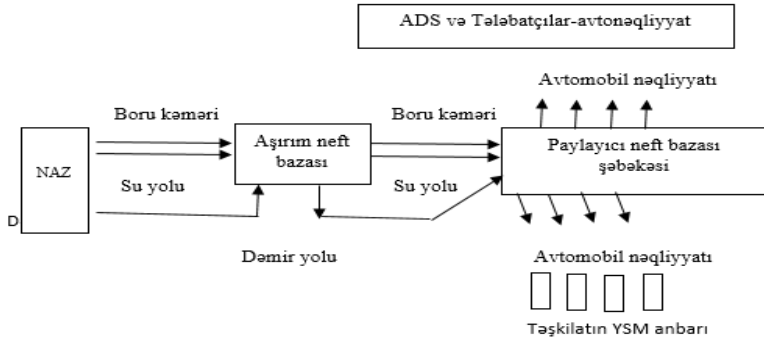 ADS və Tələbatçılar-avtonəqliyyat
Avtomobil nəqliyyatı
Boru kəməri
Boru kəməri
NAZ
Aşırım neft
bazası
Paylayıcı neft bazası
şəbəkəsi
Su yolu
Su yolu
D
Dəmir yolu
Avtomobil nəqliyyatı
Təşkilatın YSM anbarı